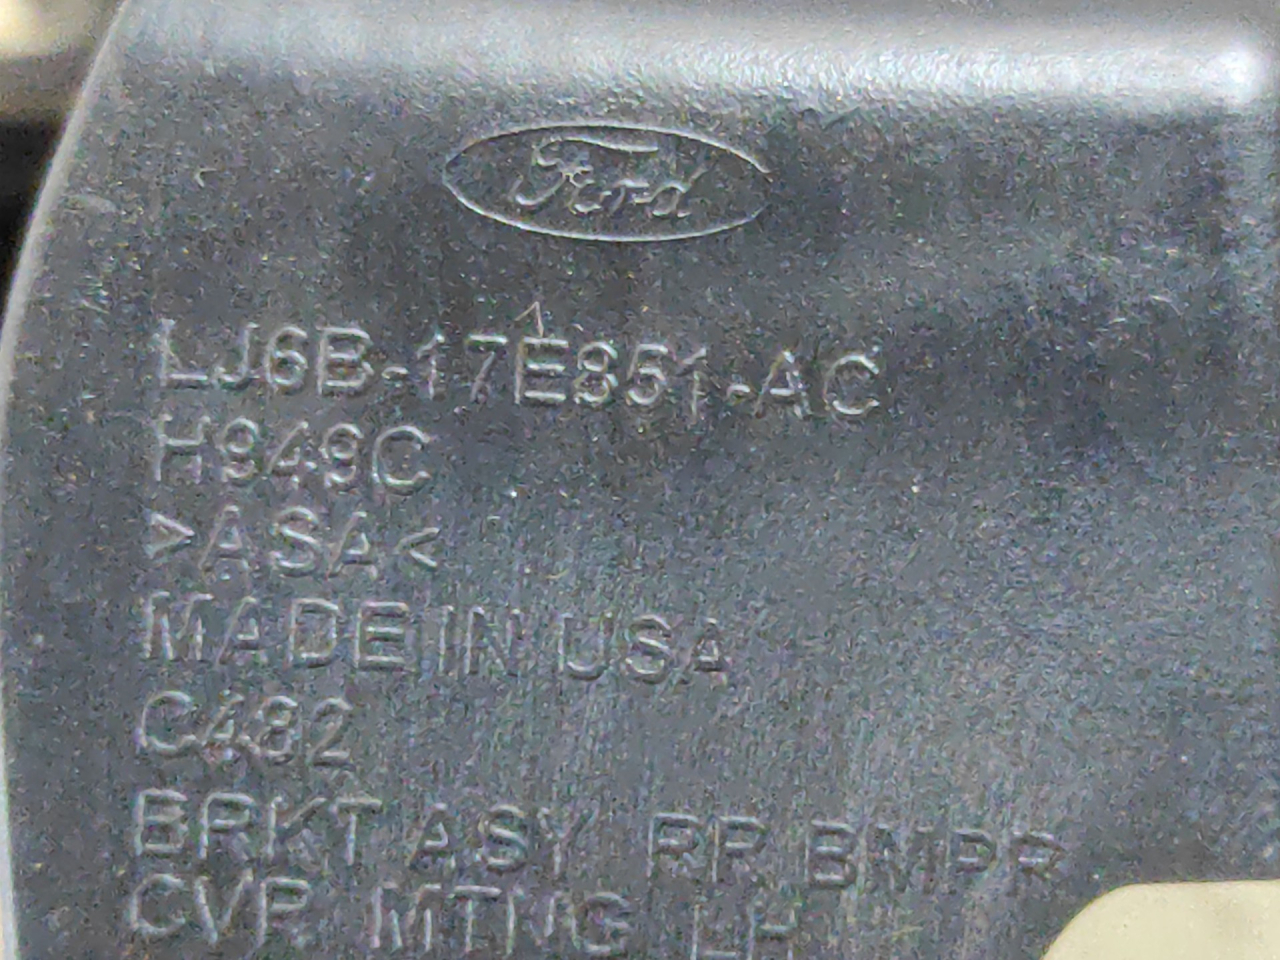 Ford
LJ6B-17E851-AC
H949C
>ASA<
MADE IN USA
C482
BRKT ASY RR BMPR
CVR MTNG LH